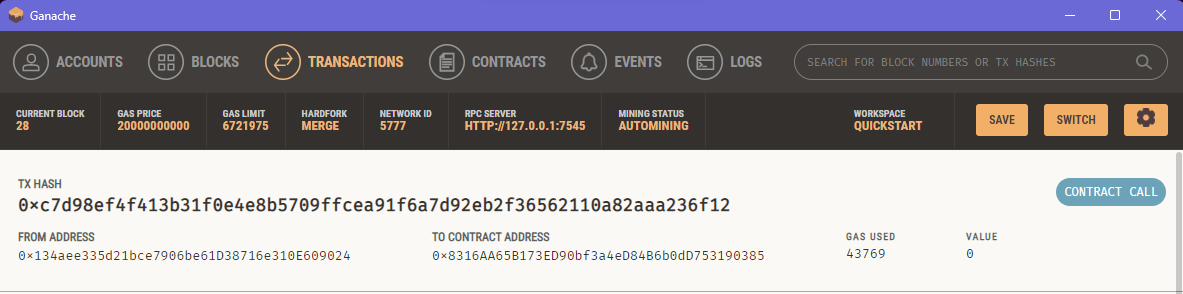 Ganache
ACCOUNTS BLOCKS TRANSACTIONS CONTRACTS EVENTS LOGS SEARCH FOR BLOCK NUMBERS OR TX HASHES
CURRENT BLOCK GAS PRICE GAS LIMIT HARDFORK NETWORK ID RPC SERVER MINING STATUS WORKSPACE
28 20000000000 6721975 MERGE 5777 HTTP://127.0.0.1:7545 AUTOMINING QUICKSTART SAVE SWITCH
TX HASH
0xc7d98ef4f413b31f0e4e8b5709ffcea91f6a7d92eb2f36562110a82aaa236f12 CONTRACT CALL
FROM ADDRESS TO CONTRACT ADDRESS GAS USED VALUE
0x134aee335d21bce7906be61D38716e310E609024 0x8316AA65B173ED90bf3a4eD84B6b0dD753190385 43769 0